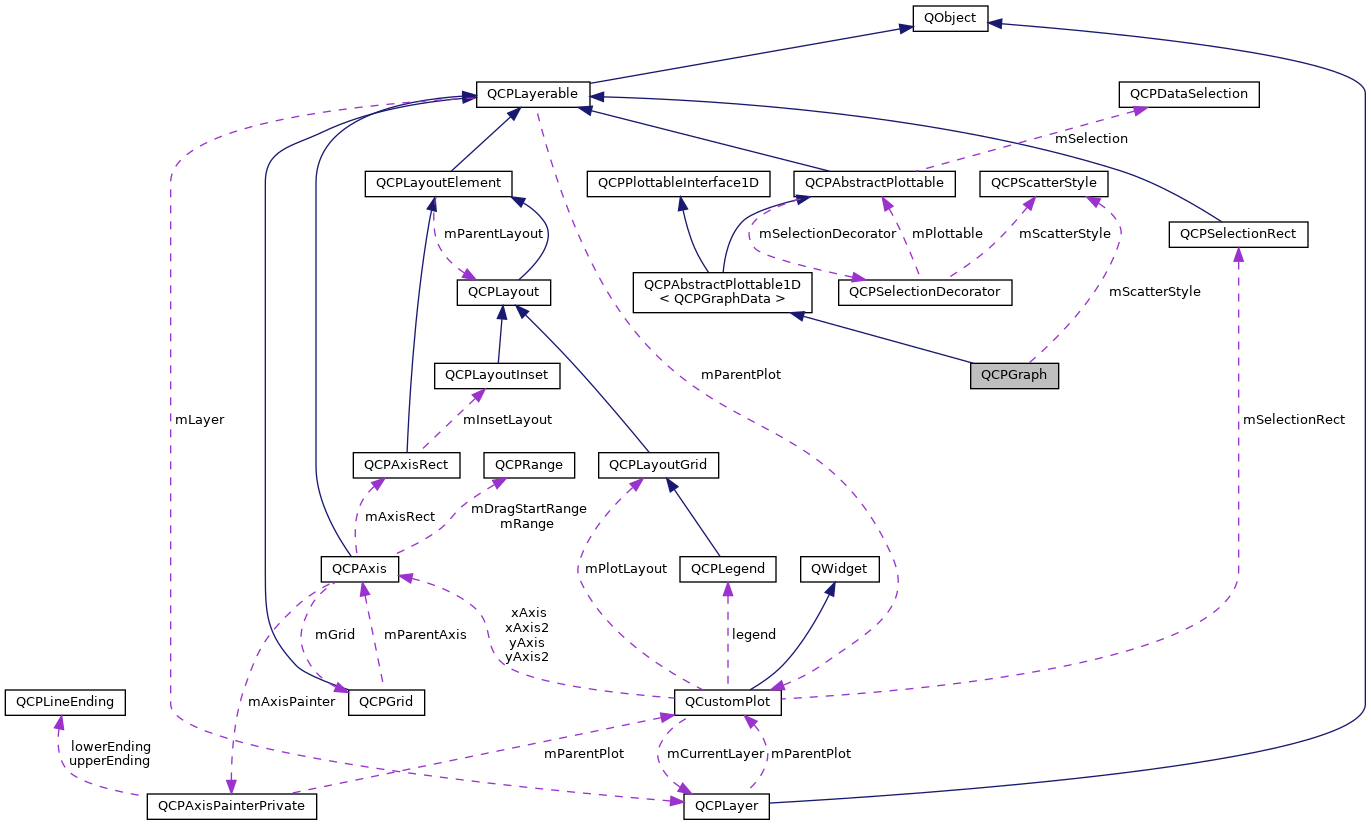 QObject
QCPLayerable
QCPDataSelection
mSelection
QCPLayoutElement
QCPPlottableInterface1D
QCPAbstractPlottable
QCPScatterStyle
mParentLayout
mSelectionDecorator
mPlottable
mScatterStyle
QCPSelectionRect
QCPLayout
QCPAbstractPlottable1D
< QCPGraphData >
QCPSelectionDecorator
mScatterStyle
QCPLayoutInset
mParentPlot
QCPGraph
mLayer
mInsetLayout
mSelectionRect
QCPAxisRect
QCPRange
QCPLayoutGrid
mAxisRect
mDragStartRange
mRange
QCPAxis
mPlotLayout
QCPLegend
QWidget
mGrid
mParentAxis
xAxis
xAxis2
yAxis
yAxis2
legend
QCPLineEnding
mAxisPainter
QCPGrid
QCustomPlot
lowerEnding
upperEnding
mParentPlot
mCurrentLayer
mParentPlot
QCPAxisPainterPrivate
QCPLayer